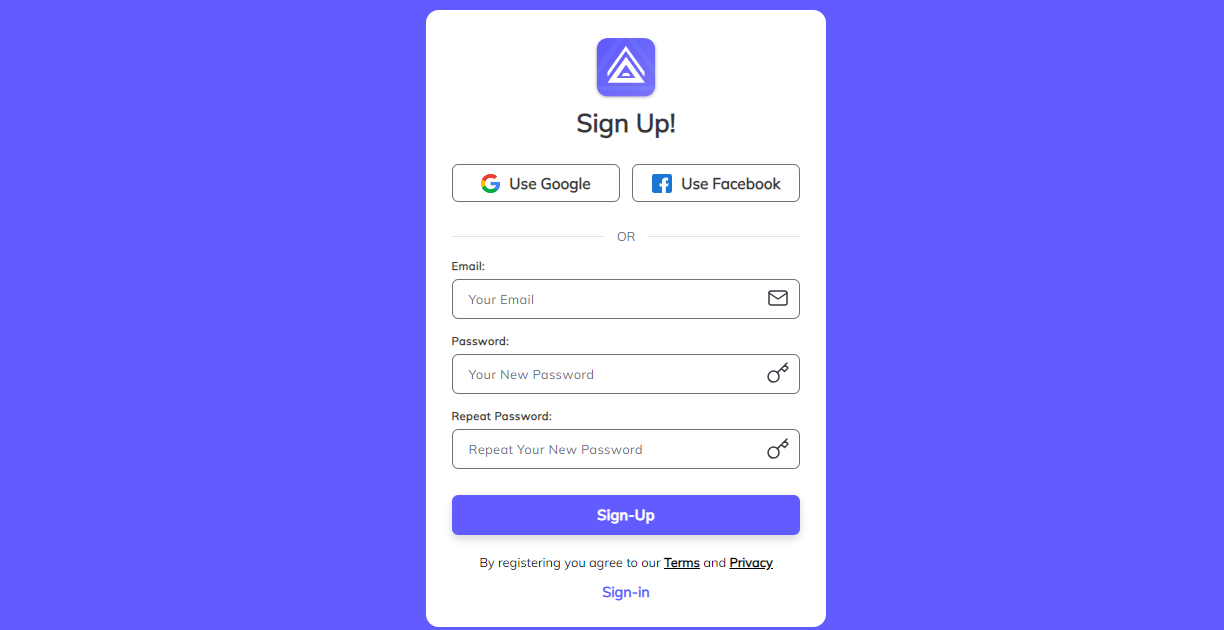 Sign Up!
Use Google
Use Facebook
OR
Email:
Your Email
Password:
Your New Password
Repeat Password:
Repeat Your New Password
Sign-Up
By registering you agree to our Terms and Privacy
Sign-in